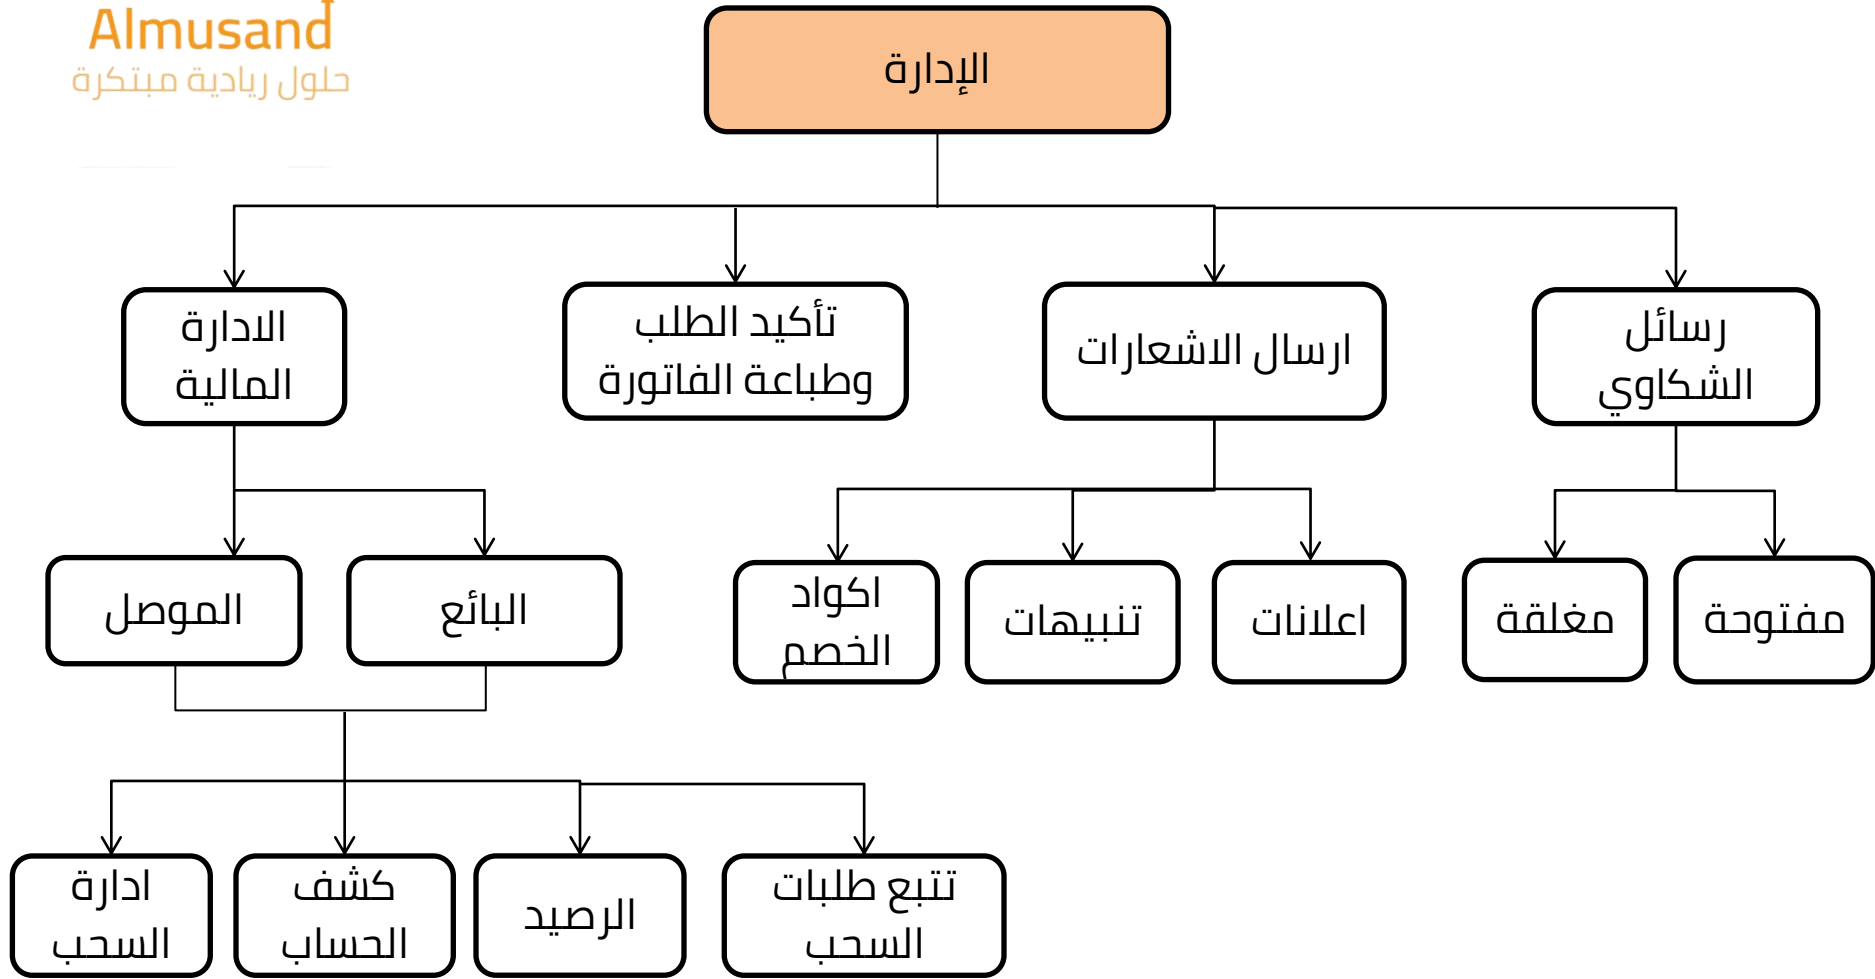 Almusand
حلول ريادية مبتكرة
الإدارة
رسائل
الشكاوي
ارسال الاشعارات
تأكيد الطلب
وطباعة الفاتورة
الادارة
المالية
مفتوحة
مغلقة
اعلانات
تنبيهات
اكواد
الخصم
البائع
الموصل
تتبع طلبات
السحب
الرصيد
كشف
الحساب
ادارة
السحب